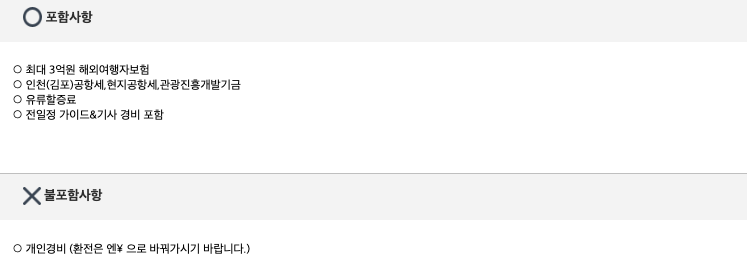 포함사항
○ 최대 3억원 해외여행자보험
○ 인천(김포)공항세,현지공항세,관광진흥개발기금
○ 유류할증료
○ 전일정 가이드&기사 경비 포함
불포함사항
○ 개인경비 (환전은 엔¥ 으로 바꿔가시기 바랍니다.)